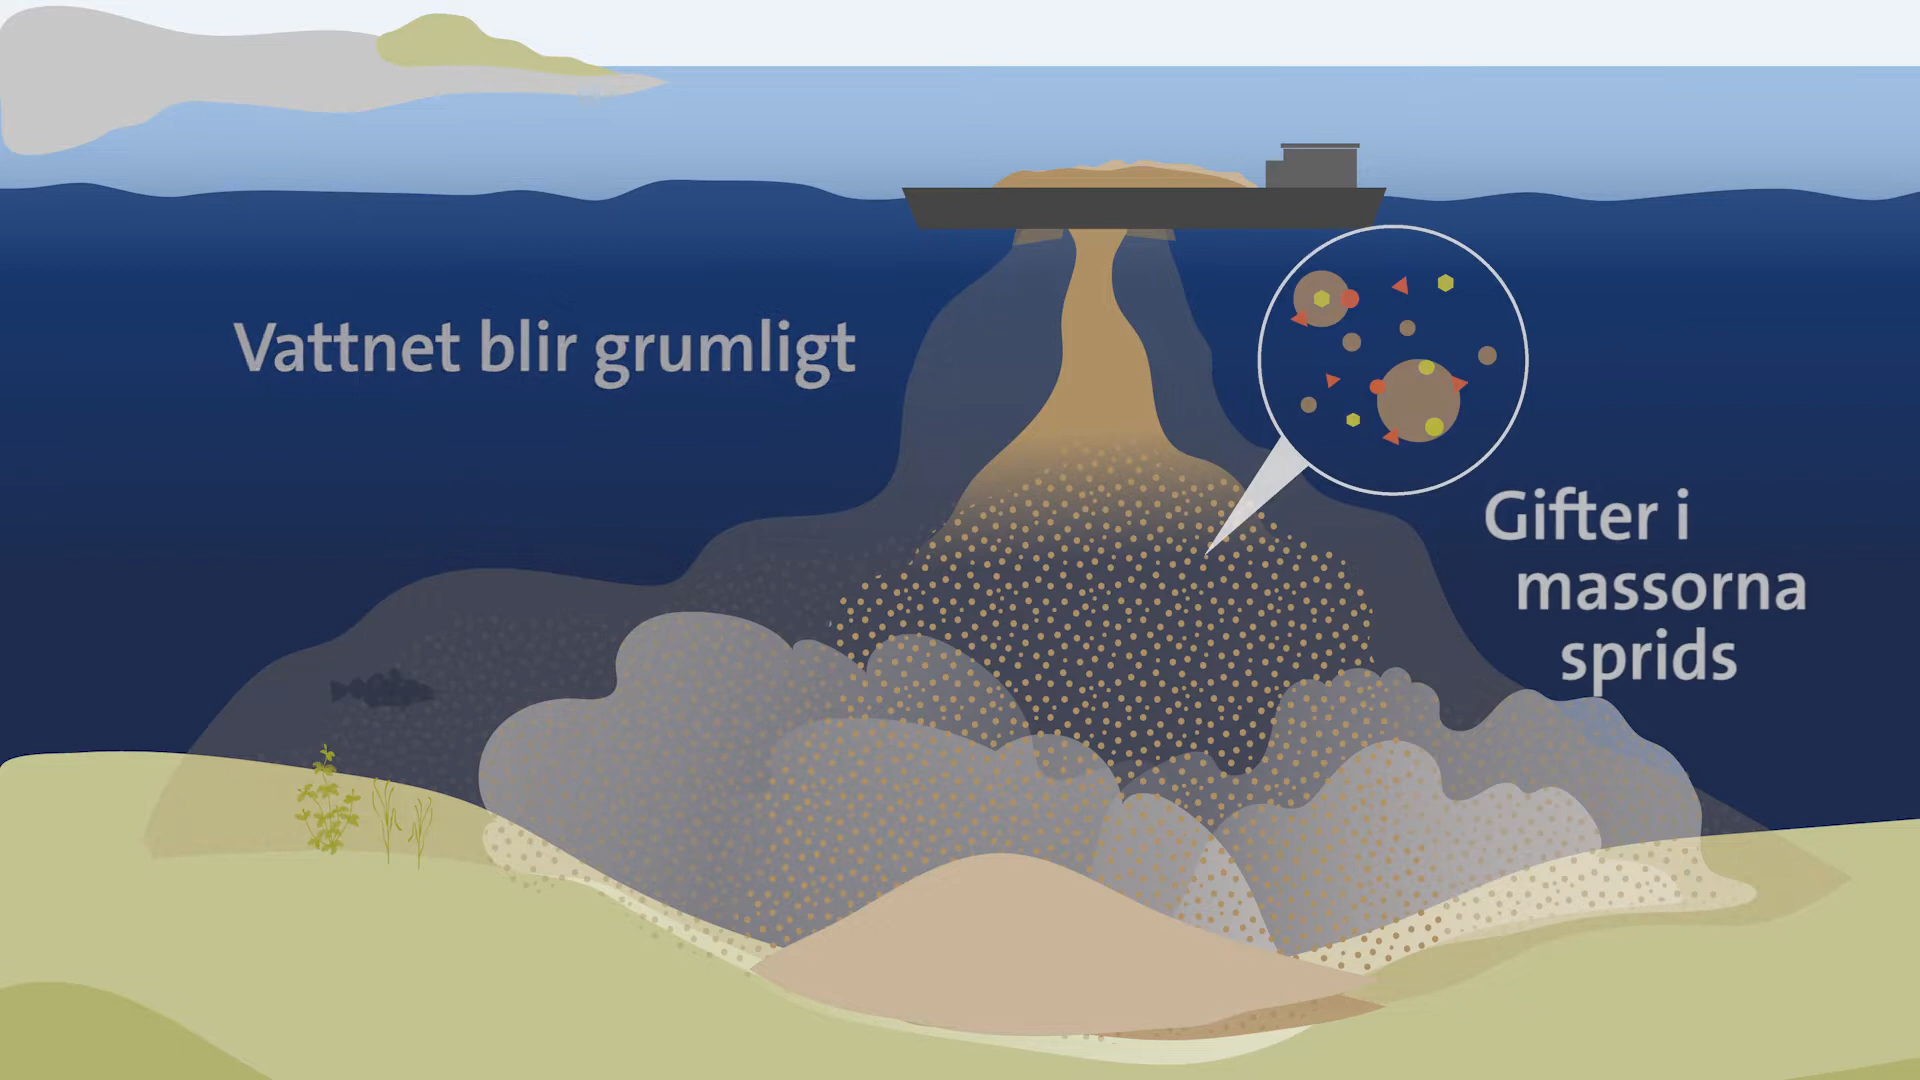 Vattnet blir grumligt
Gifter i
massorna
sprids